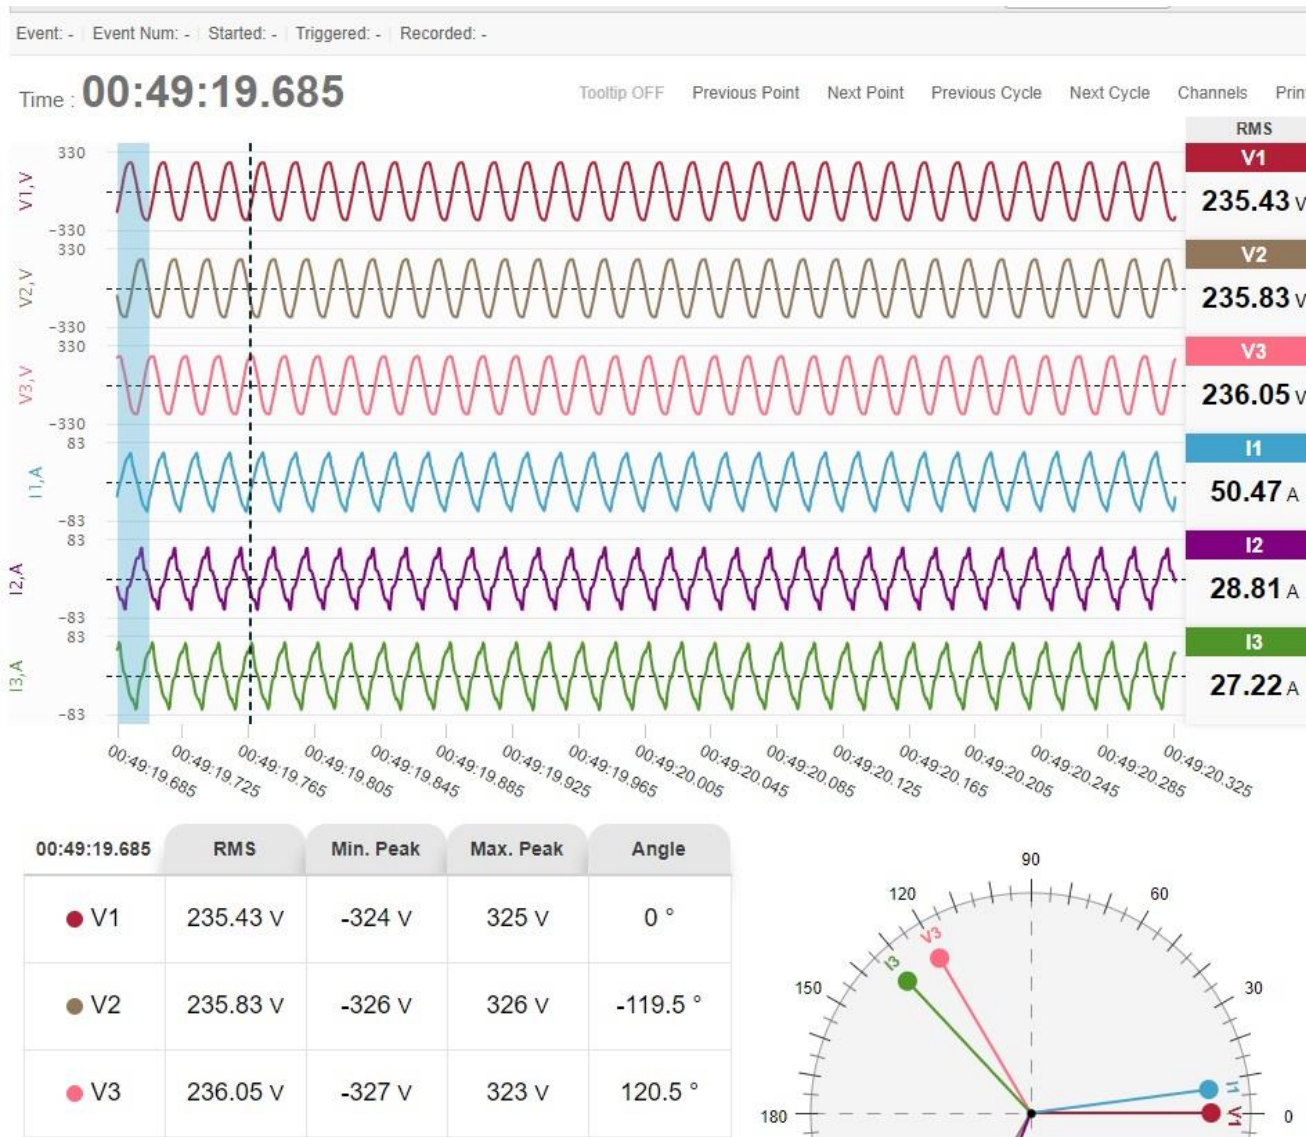 Event: - Event Num: - Started: - Triggered: - Recorded: -
Time : 00:49:19.685
Tooltip OFF Previous Point Next Point Previous Cycle Next Cycle Channels
RMS
V1
235.43 V
V2
235.83 V
V3
236.05 V
I1
50.47 A
I2
28.81 A
I3
27.22 A
330
V1,V
-330
330
V2,V
-330
330
V3,V
-330
83
I1,A
-83
83
I2,A
-83
83
I3,A
-83
00:49:19.685 00:49:19.725 00:49:19.765 00:49:19.805 00:49:19.845 00:49:19.885 00:49:19.925 00:49:19.965 00:49:20.005 00:49:20.045 00:49:20.085 00:49:20.125 00:49:20.165 00:49:20.205 00:49:20.245 00:49:20.285 00:49:20.325
00:49:19.685 RMS Min. Peak Max. Peak Angle
V1 235.43 V -324 V 325 V 0 °
V2 235.83 V -326 V 326 V -119.5 °
V3 236.05 V -327 V 323 V 120.5 °
90
120 60
V3
I3
150 30
I1
180 V1 0